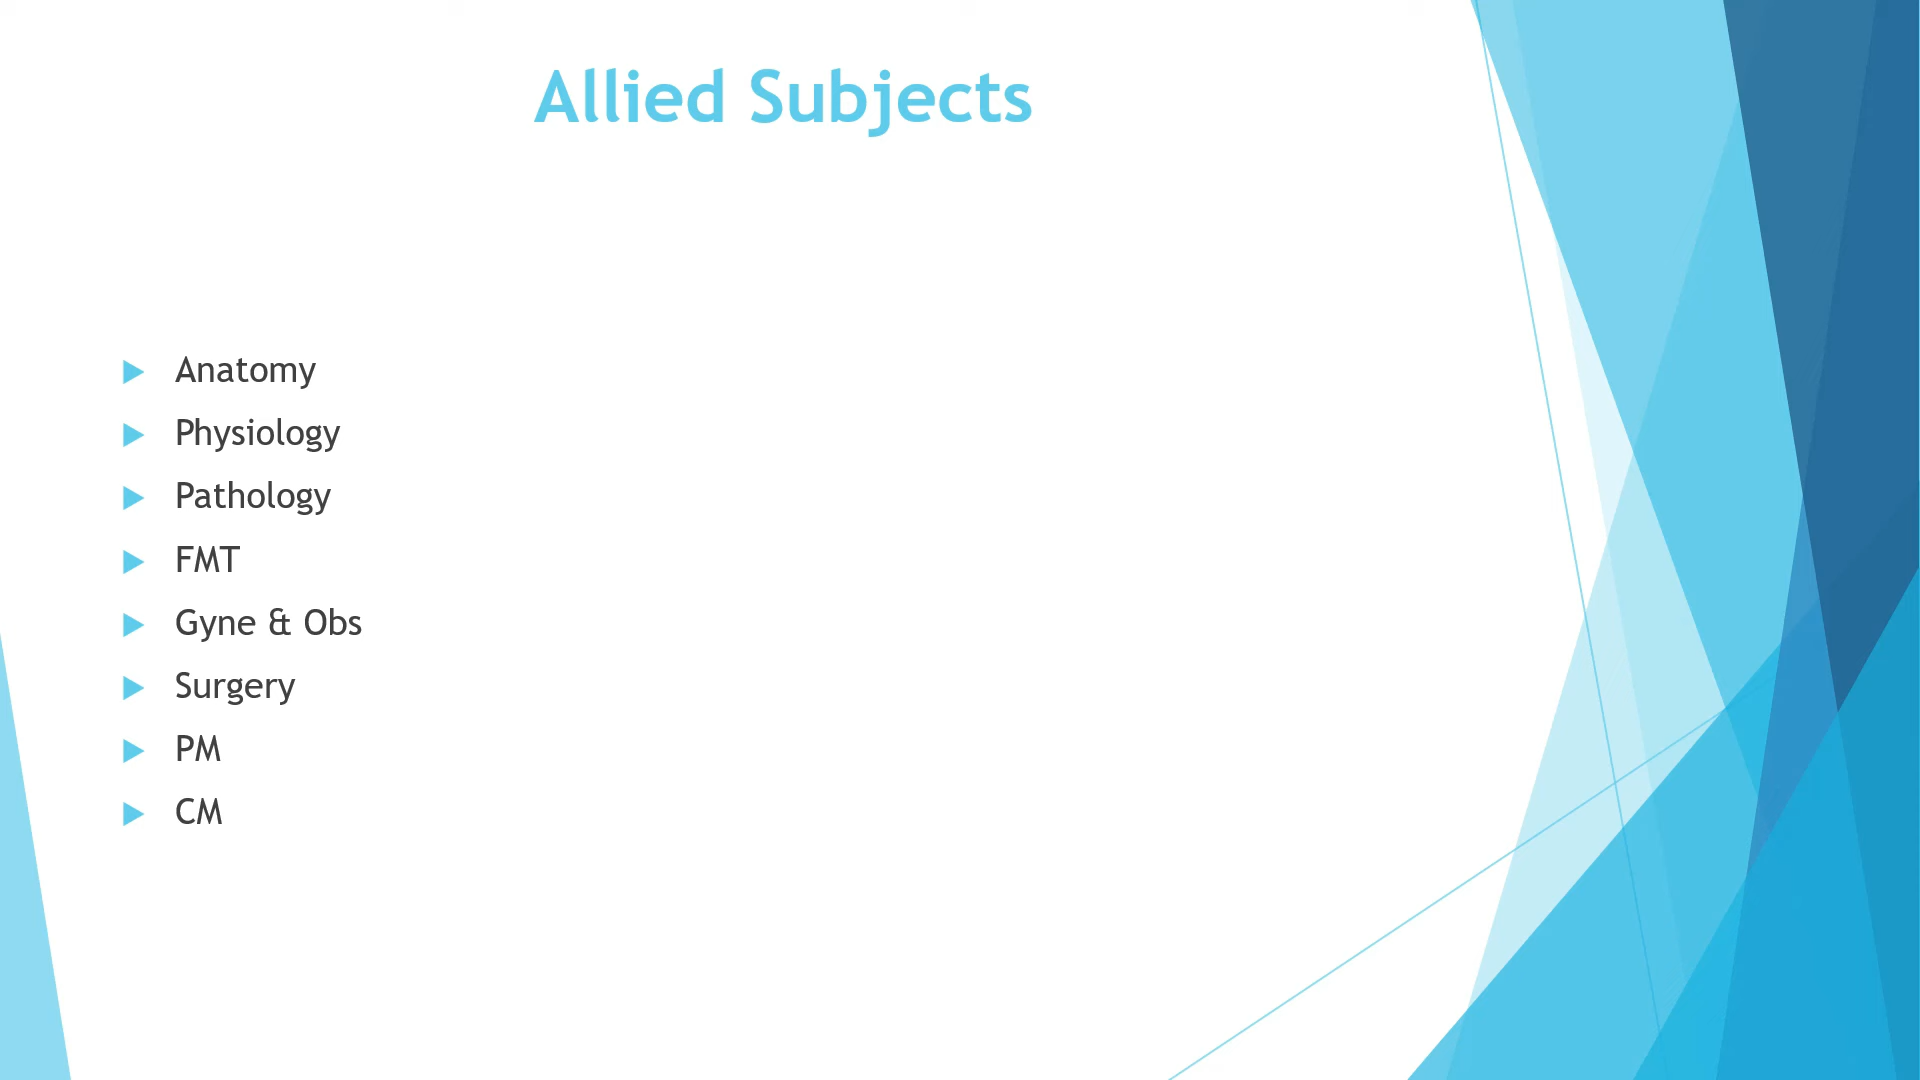 Allied Subjects
Anatomy
Physiology
Pathology
FMT
Gyne & Obs
Surgery
PM
CM